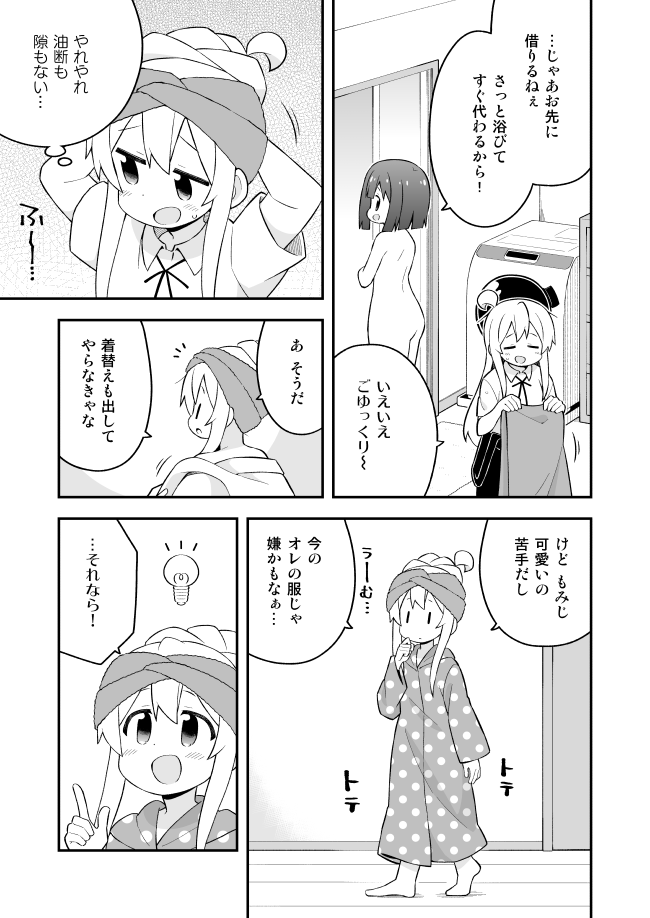 …じゃあお先に
借りるねぇ
さっと浴びて
すぐ代わるから！
いえいえ
ごゆっくり〜
やれやれ
油断も
隙もない…
ふ〜〜…
あ そうだ
着替えも出して
やらなきゃな
けど もみじ
可愛いの
苦手だし
うーむ…
今の
オレの服じゃ
嫌かもなぁ…
トテ
トテ
…それなら！